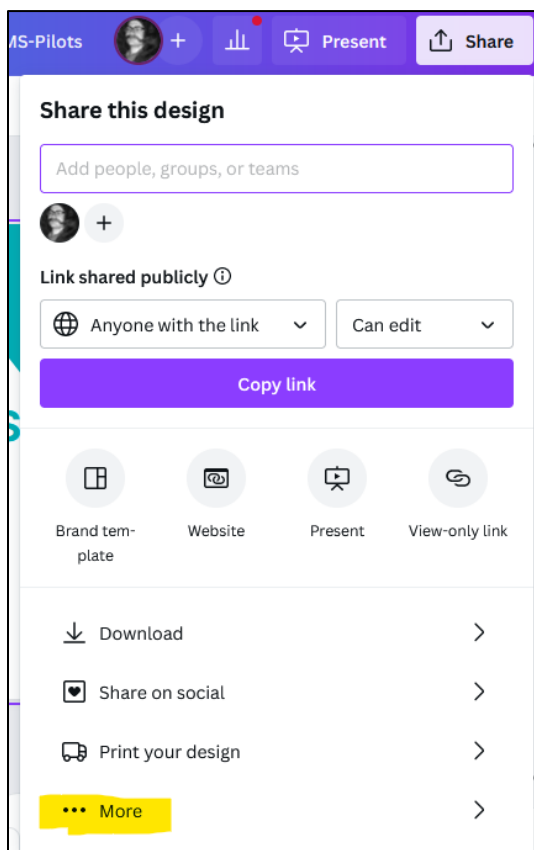 MS-Pilots + Present Share
Share this design
Add people, groups, or teams
+
Link shared publicly
Anyone with the link Can edit
Copy link
Brand tem-
plate
Website
Present
View-only link
Download
Share on social
Print your design
••• More